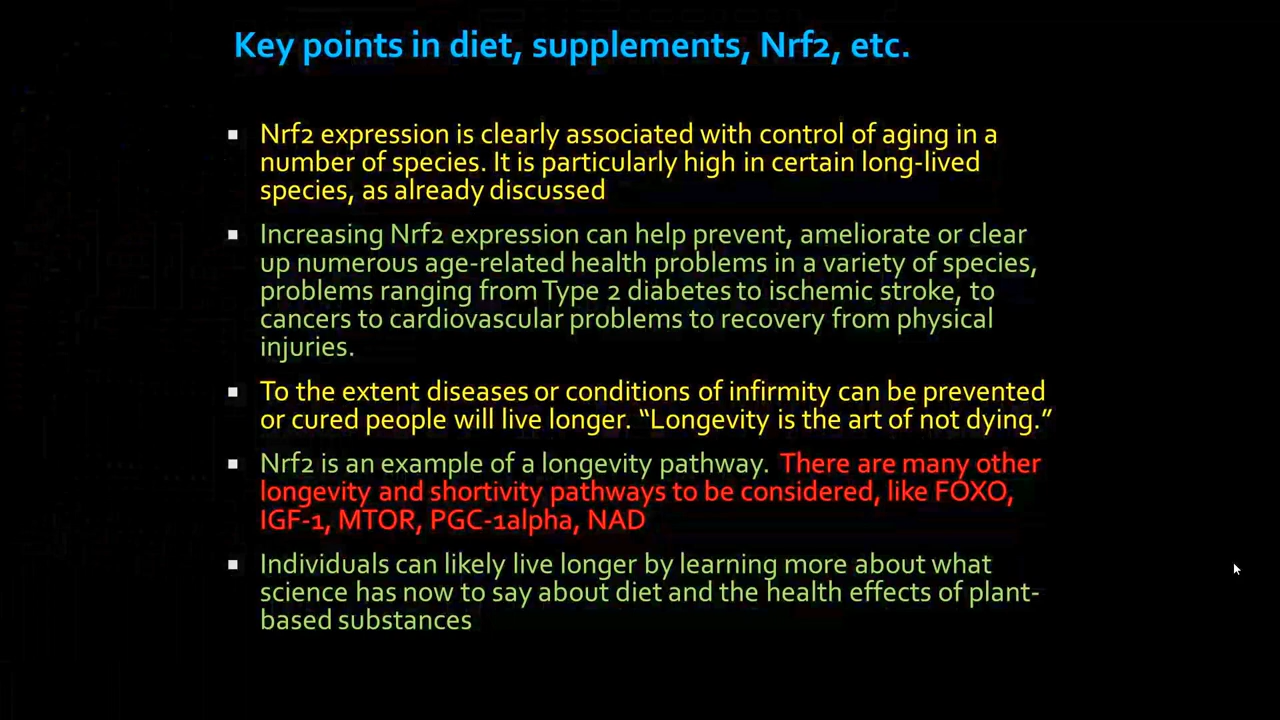 Key points in diet, supplements, Nrf2, etc.
Nrf2 expression is clearly associated with control of aging in a
number of species. It is particularly high in certain long-lived
species, as already discussed
Increasing Nrf2 expression can help prevent, ameliorate or clear
up numerous age-related health problems in a variety of species,
problems ranging from Type 2 diabetes to ischemic stroke, to
cancers to cardiovascular problems to recovery from physical
injuries.
To the extent diseases or conditions of infirmity can be prevented
or cured people will live longer. “Longevity is the art of not dying.”
Nrf2 is an example of a longevity pathway. There are many other
longevity and shortivity pathways to be considered, like FOXO,
IGF-1, MTOR, PGC-1alpha, NAD
Individuals can likely live longer by learning more about what
science has now to say about diet and the health effects of plant-
based substances